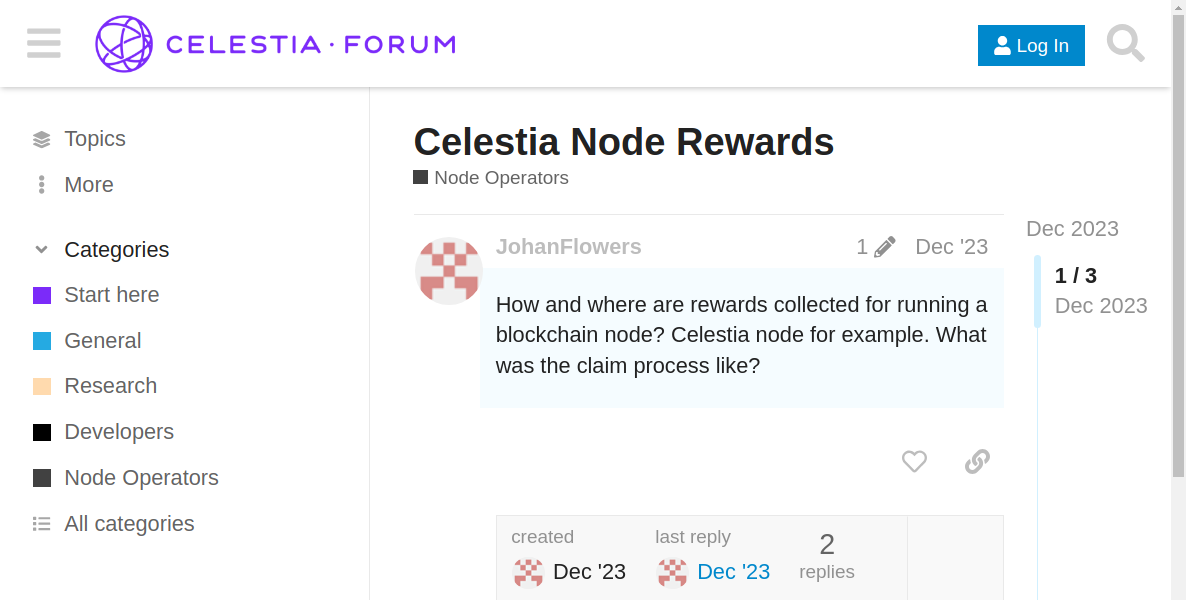 CELESTIA · FORUM
Log In
Topics
More
Categories
Start here
General
Research
Developers
Node Operators
All categories
Celestia Node Rewards
Node Operators
JohanFlowers
1
Dec '23
How and where are rewards collected for running a
blockchain node? Celestia node for example. What
was the claim process like?
created
Dec '23
last reply
Dec '23
2
replies
Dec 2023
1 / 3
Dec 2023